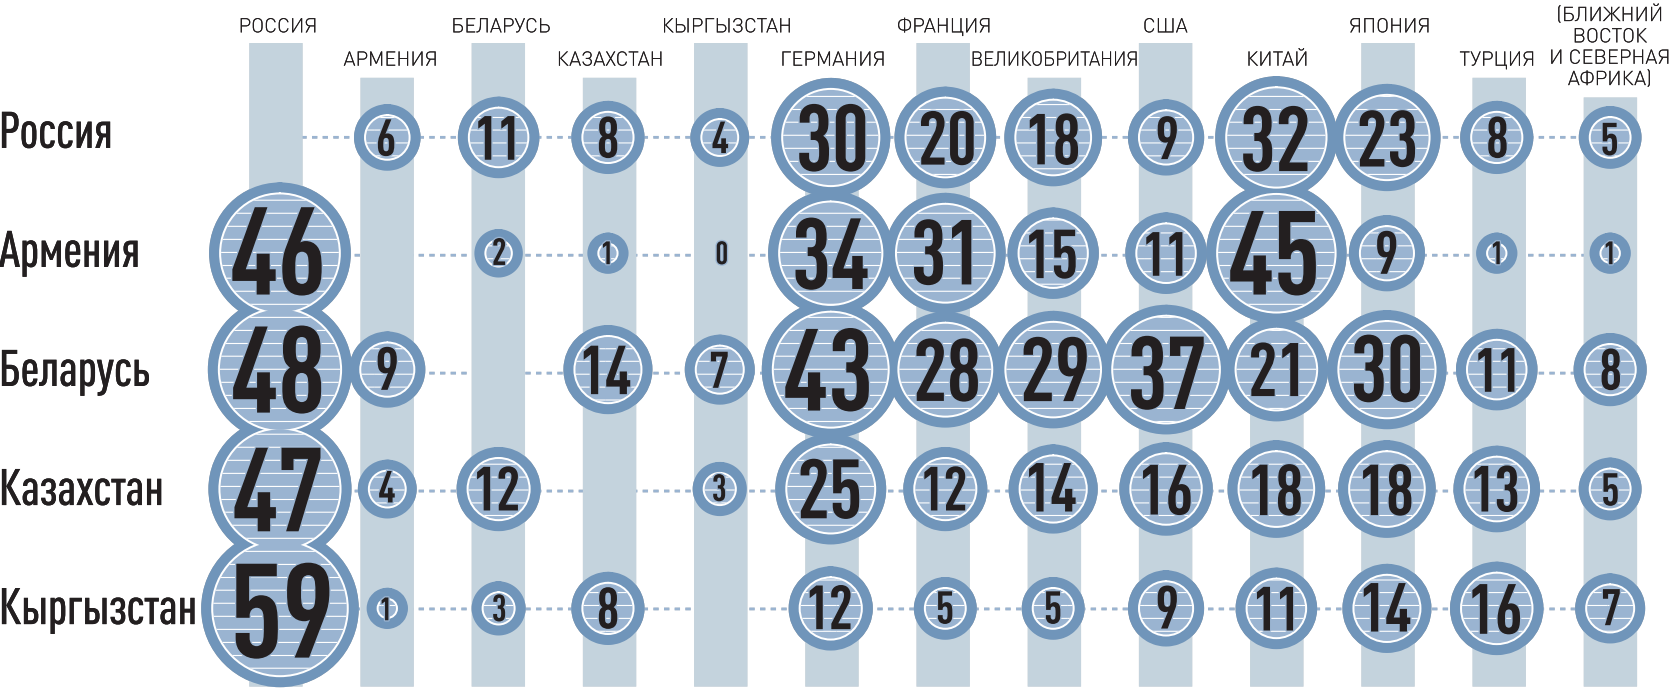 РОССИЯ БЕЛАРУСЬ КЫРГЫЗСТАН ФРАНЦИЯ США ЯПОНИЯ (БЛИЖНИЙ
ВОСТОК
АРМЕНИЯ КАЗАХСТАН ГЕРМАНИЯ ВЕЛИКОБРИТАНИЯ КИТАЙ ТУРЦИЯ И СЕВЕРНАЯ
АФРИКА)
Россия 6 11 8 4 30 20 18 9 32 23 8 5
Армения 46 2 1 0 34 31 15 11 45 9 1 1
Беларусь 48 9 14 7 43 28 29 37 21 30 11 8
Казахстан 47 4 12 3 25 12 14 16 18 18 13 5
Кыргызстан 59 1 3 8 12 5 5 9 11 14 16 7